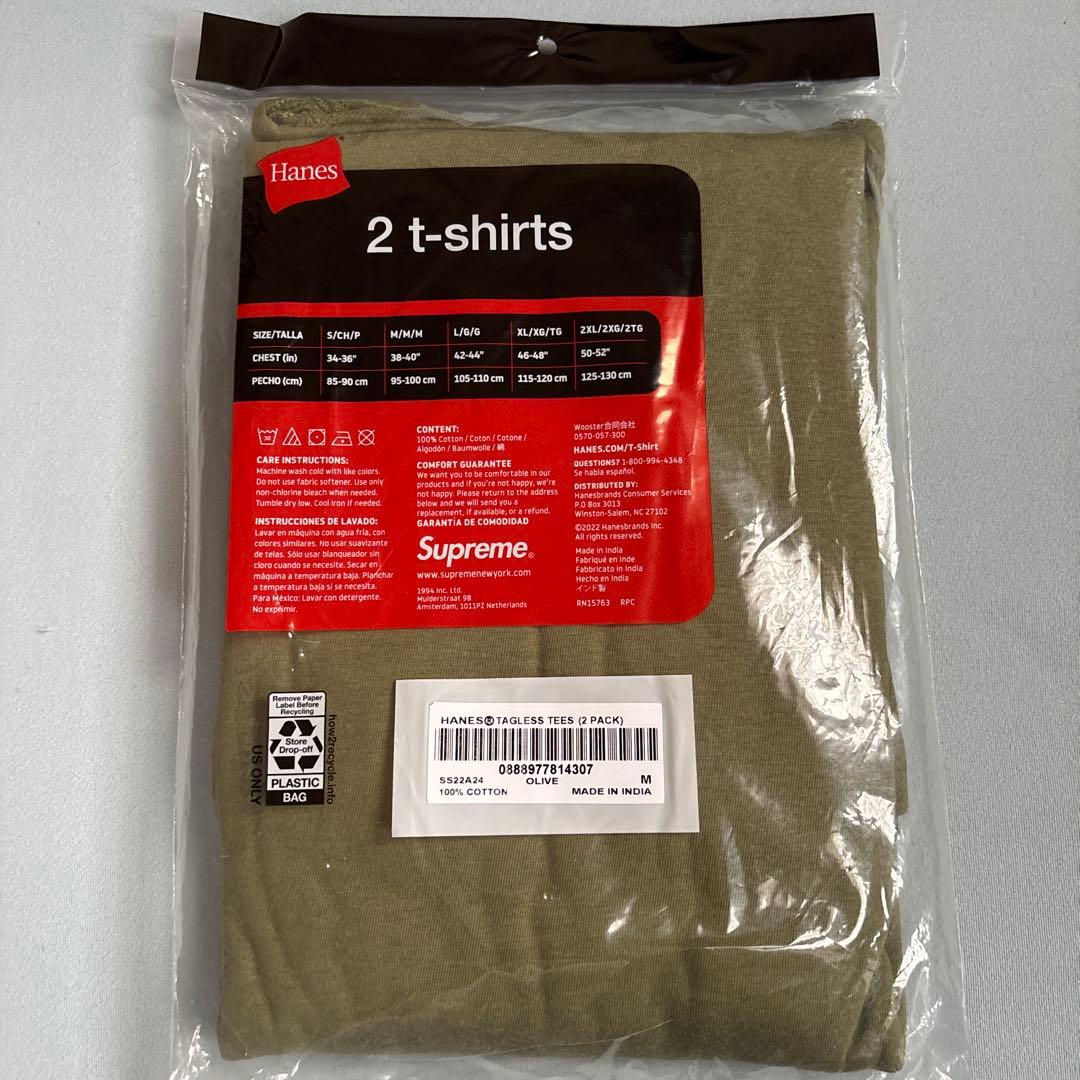 Hanes
2 t-shirts
SIZE/TALLA S/CH/P M/M/M L/G/G XL/XG/TG 2XL/2XG/2TG
CHEST (in) 34-36" 38-40" 42-44" 46-48" 50-52"
PECHO (cm) 85-90 cm 95-100 cm 105-110 cm 115-120 cm 125-130 cm
30
CARE INSTRUCTIONS:
Machine wash cold with like colors.
Do not use fabric softener. Use only
non-chlorine bleach when needed.
Tumble dry low. Cool iron if needed.
INSTRUCCIONES DE LAVADO:
Lavar en máquina con agua fría, con
colores similares. No usar suavizante
de telas. Sólo usar blanqueador sin
cloro cuando se necesite. Secar en
máquina a temperatura baja. Planchar
a temperatura baja si se necesita.
Para México: Lavar con detergente.
No exprimir.
CONTENT:
100% Cotton / Coton / Cotone /
Algodón / Baumwolle / 綿
COMFORT GUARANTEE
We want you to be comfortable in our
products and if you're not happy, we're
not happy. Please return to the address
below and we will send you a
replacement, if available, or a refund.
GARANTÍA DE COMODIDAD
Supreme®
www.supremenewyork.com
1994 Inc. Ltd.
Mulderstraat 9B
Amsterdam, 1011PZ Netherlands
Wooster合同会社
0570-057-300
HANES.COM/T-Shirt
QUESTIONS? 1-800-994-4348
Se habla español.
DISTRIBUTED BY:
Hanesbrands Consumer Services
P.O Box 3013
Winston-Salem, NC 27102
©2022 Hanesbrands Inc.
All rights reserved.
Made in India
Fabriqué en Inde
Fabbricato in India
Hecho en India
インド製
RN15763 RPC
Remove Paper
Label Before
Recycling
Store
Drop-off
PLASTIC
BAG
how2recycle.info
US ONLY
HANES® TAGLESS TEES (2 PACK)
0888977814307
SS22A24 OLIVE M
100% COTTON MADE IN INDIA